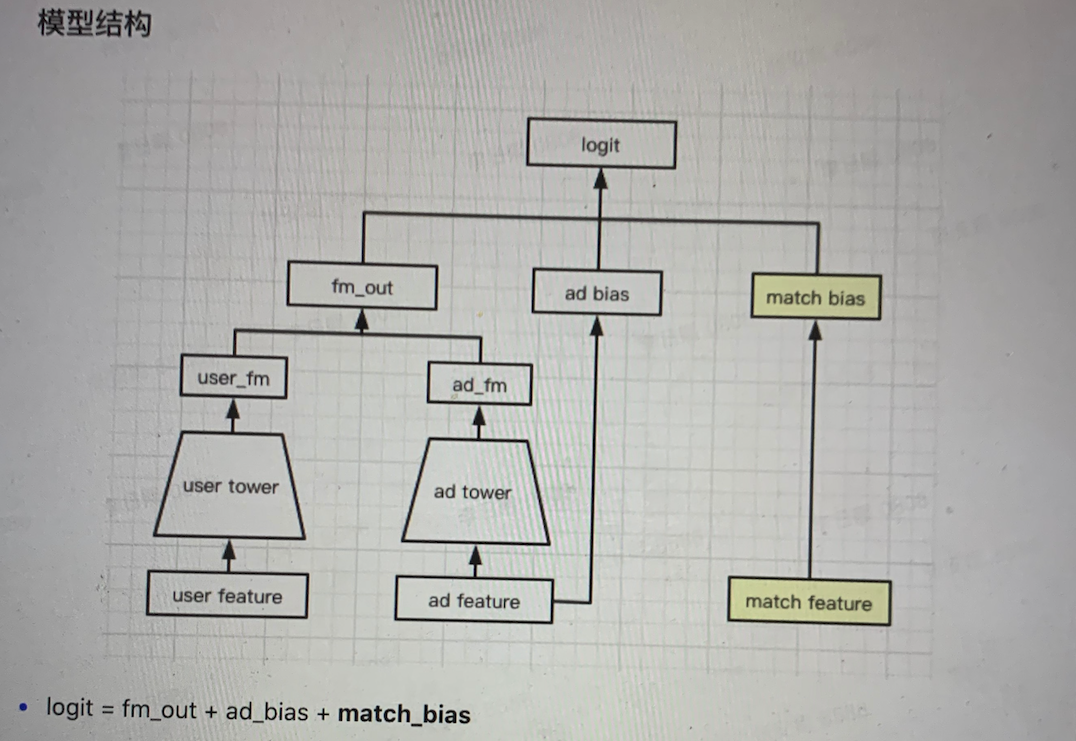 模型结构
logit
fm_out
ad bias
match bias
user_fm
ad_fm
user tower
ad tower
user feature
ad feature
match feature
logit = fm_out + ad_bias + match_bias